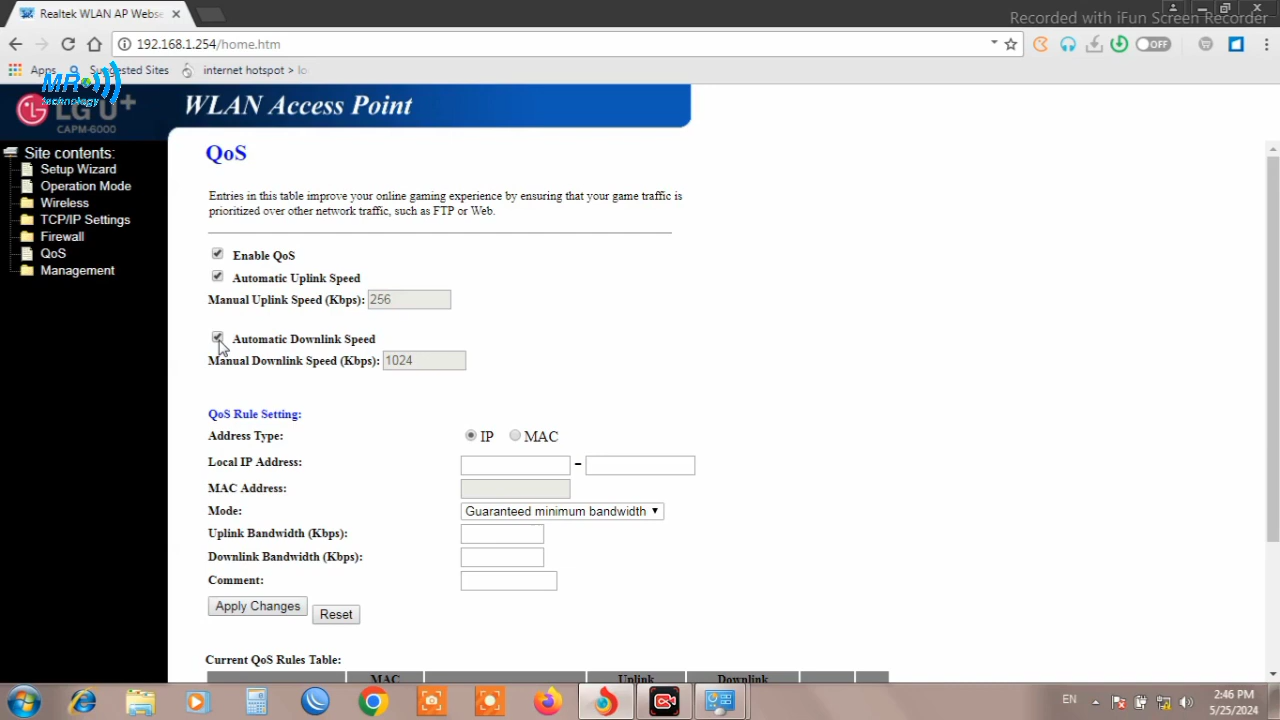 Realtek WLAN AP Webse
Recorded with iFun Screen Recorder
192.168.1.254/home.htm
OFF
Apps
Suggested Sites
internet hotspot > lo
MR
technology
LG U+
CAPM-6000
WLAN Access Point
Site contents:
Setup Wizard
Operation Mode
Wireless
TCP/IP Settings
Firewall
QoS
Management
QoS
Entries in this table improve your online gaming experience by ensuring that your game traffic is
prioritized over other network traffic, such as FTP or Web.
Enable QoS
Automatic Uplink Speed
Manual Uplink Speed (Kbps): 256
Automatic Downlink Speed
Manual Downlink Speed (Kbps): 1024
QoS Rule Setting:
Address Type: IP MAC
Local IP Address: –
MAC Address:
Mode: Guaranteed minimum bandwidth
Uplink Bandwidth (Kbps):
Downlink Bandwidth (Kbps):
Comment:
Apply Changes Reset
Current QoS Rules Table:
MAC Uplink Downlink
EN
2:46 PM
5/25/2024